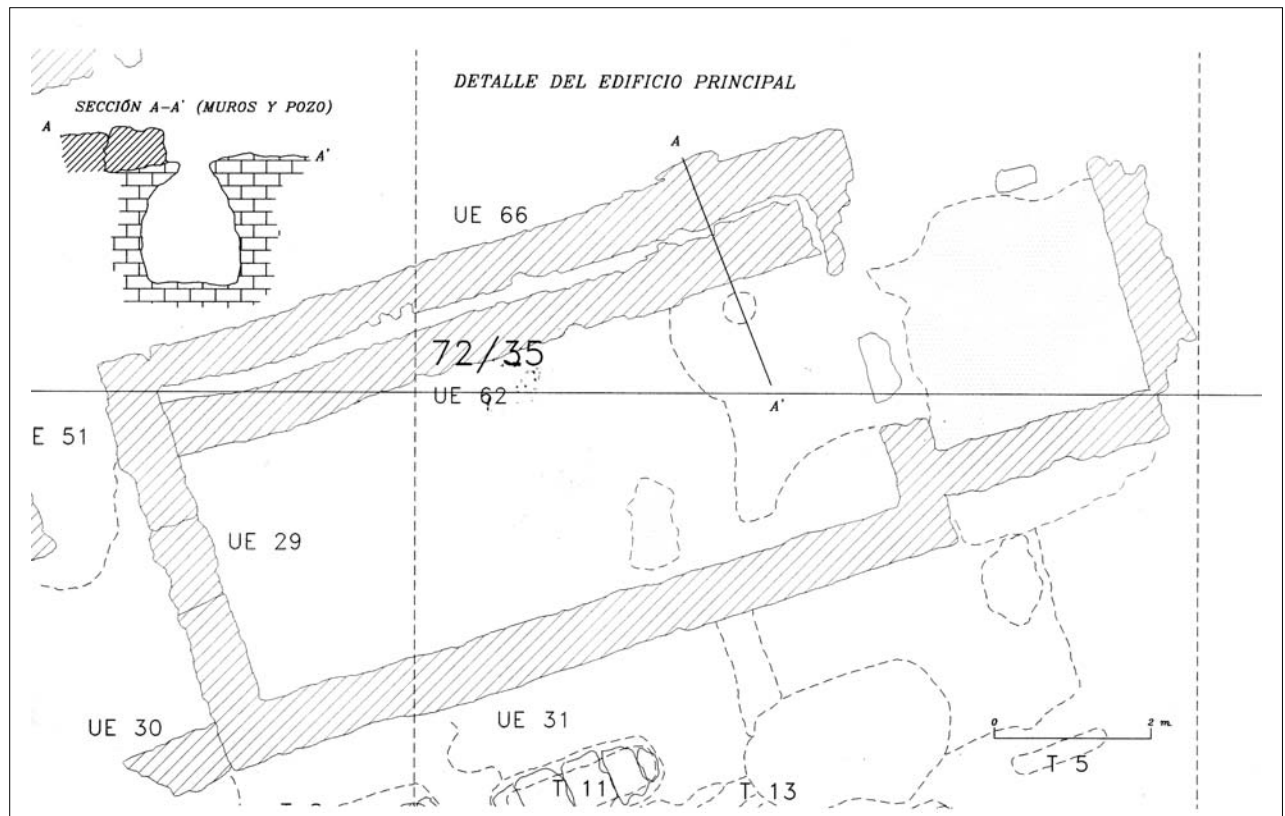 DETALLE DEL EDIFICIO PRINCIPAL
SECCIÓN A-A' (MUROS Y POZO)
A
A'
A
UE 66
72/35
UE 62
A'
E 51
UE 29
UE 30
UE 31
0 2 m.
T 11
T 13
T 5